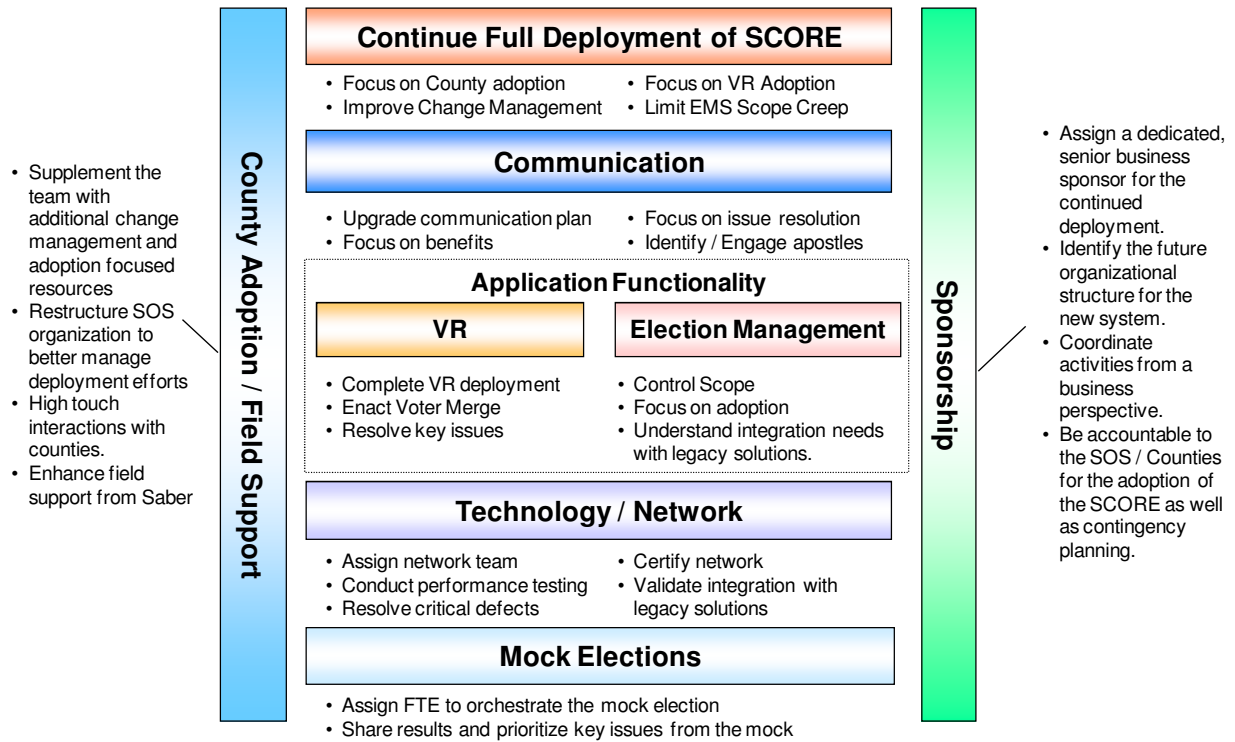 Continue Full Deployment of SCORE
• Focus on County adoption
• Improve Change Management
• Focus on VR Adoption
• Limit EMS Scope Creep
Communication
• Upgrade communication plan
• Focus on benefits
• Focus on issue resolution
• Identify / Engage apostles
Application Functionality
VR
• Complete VR deployment
• Enact Voter Merge
• Resolve key issues
Election Management
• Control Scope
• Focus on adoption
• Understand integration needs
with legacy solutions.
Technology / Network
• Assign network team
• Conduct performance testing
• Resolve critical defects
• Certify network
• Validate integration with
legacy solutions
Mock Elections
• Assign FTE to orchestrate the mock election
• Share results and prioritize key issues from the mock
County Adoption / Field Support
• Supplement the
team with
additional change
management and
adoption focused
resources
• Restructure SOS
organization to
better manage
deployment efforts
• High touch
interactions with
counties.
• Enhance field
support from Saber
Sponsorship
• Assign a dedicated,
senior business
sponsor for the
continued
deployment.
• Identify the future
organizational
structure for the
new system.
• Coordinate
activities from a
business
perspective.
• Be accountable to
the SOS / Counties
for the adoption of
the SCORE as well
as contingency
planning.